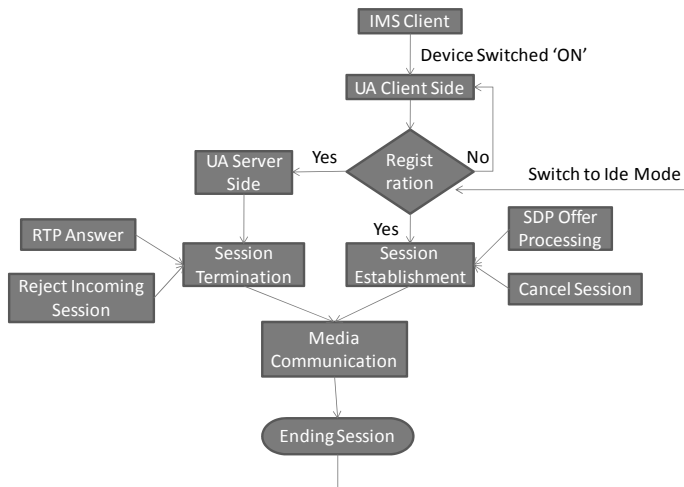 IMS Client
Device Switched ‘ON’
UA Client Side
Yes
Regist
ration
No
UA Server
Side
Switch to Ide Mode
Yes
RTP Answer
SDP Offer
Processing
Session
Termination
Session
Establishment
Reject Incoming
Session
Cancel Session
Media
Communication
Ending Session